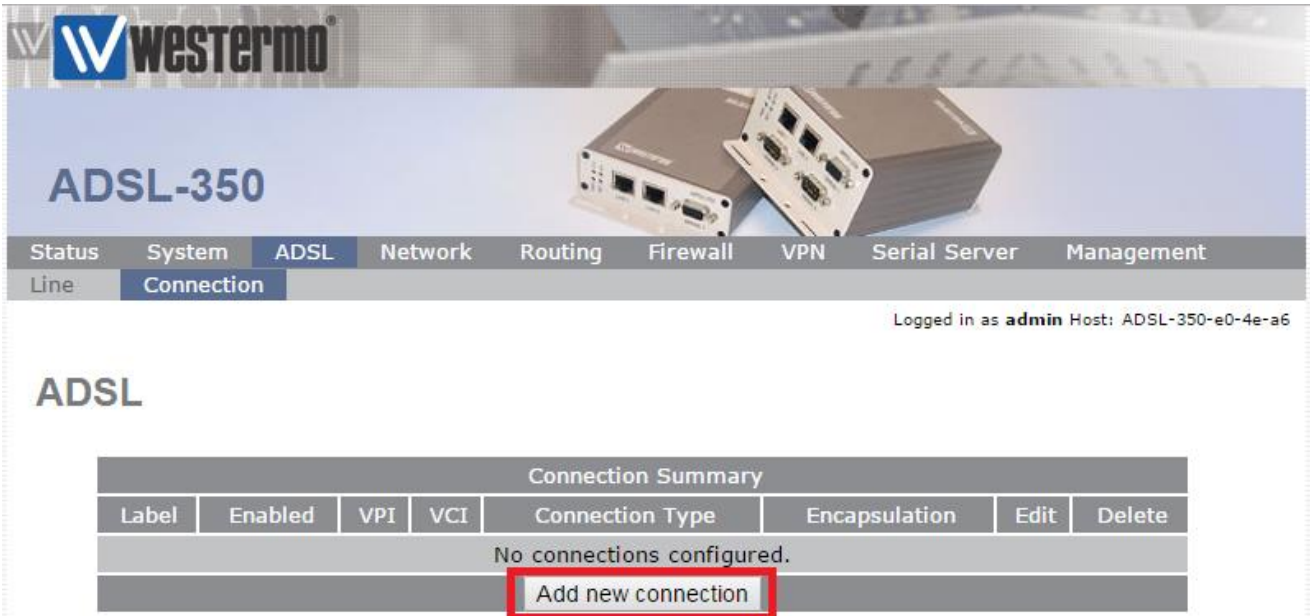 westermo®
ADSL-350
Status System ADSL Network Routing Firewall VPN Serial Server Management
Line Connection
Logged in as admin Host: ADSL-350-e0-4e-a6
ADSL
Connection Summary
Label Enabled VPI VCI Connection Type Encapsulation Edit Delete
No connections configured.
Add new connection